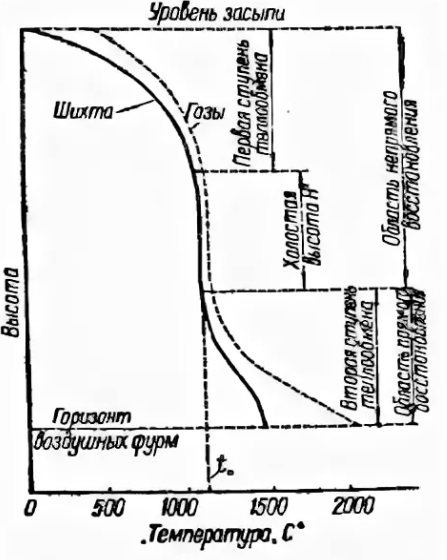 Уровень засыпи
Шихта
Газы
Первая ступень
теплообмена
Холостая
высота H°
Область непрямого
восстановления
Вторая ступень
теплообмена
Область прямого
восстановления
Высота
Горизонт
воздушных фурм
t₀
0
500
1000
1500
2000
Температура, С°